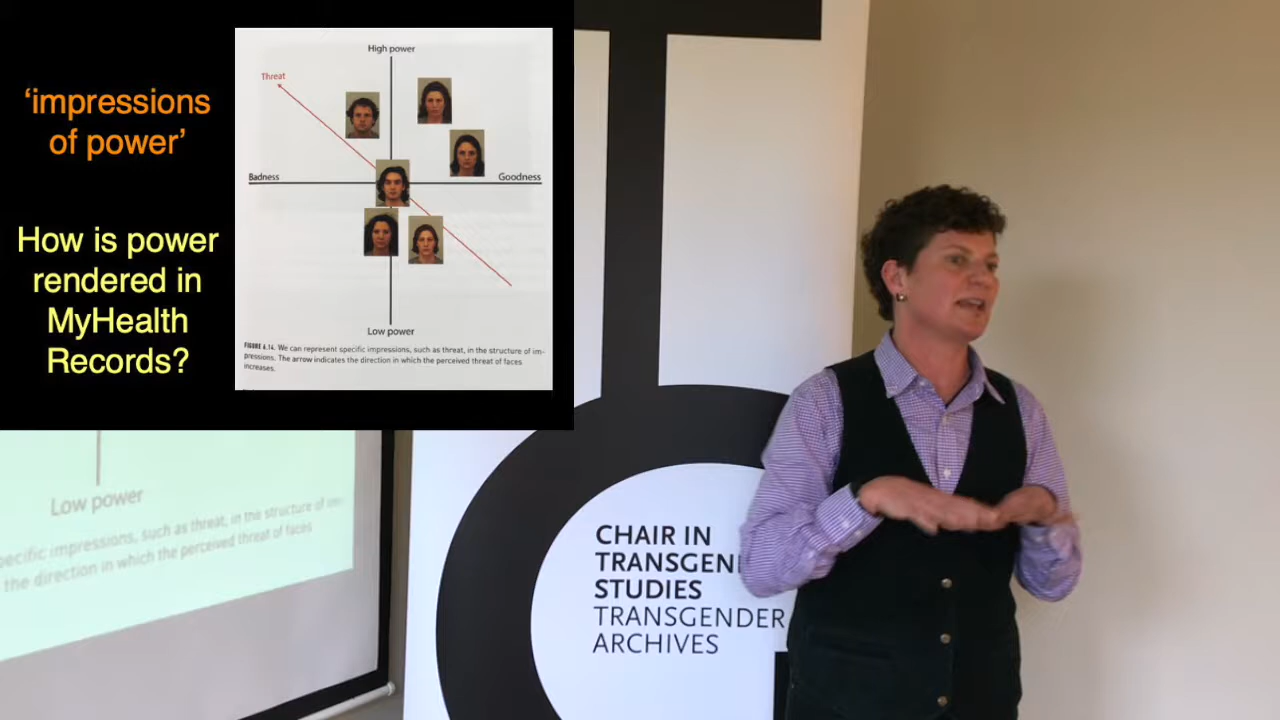 ‘impressions
of power’
How is power
rendered in
MyHealth
Records?
High power
Threat
Badness
Goodness
Low power
FIGURE 6.14. We can represent specific impressions, such as threat, in the structure of im-
pressions. The arrow indicates the direction in which the perceived threat of faces
increases.
Low power
specific impressions, such as threat, in the structure of im-
the direction in which the perceived threat of faces
CHAIR IN
STUDIES
TRANSGENDER
ARCHIVES